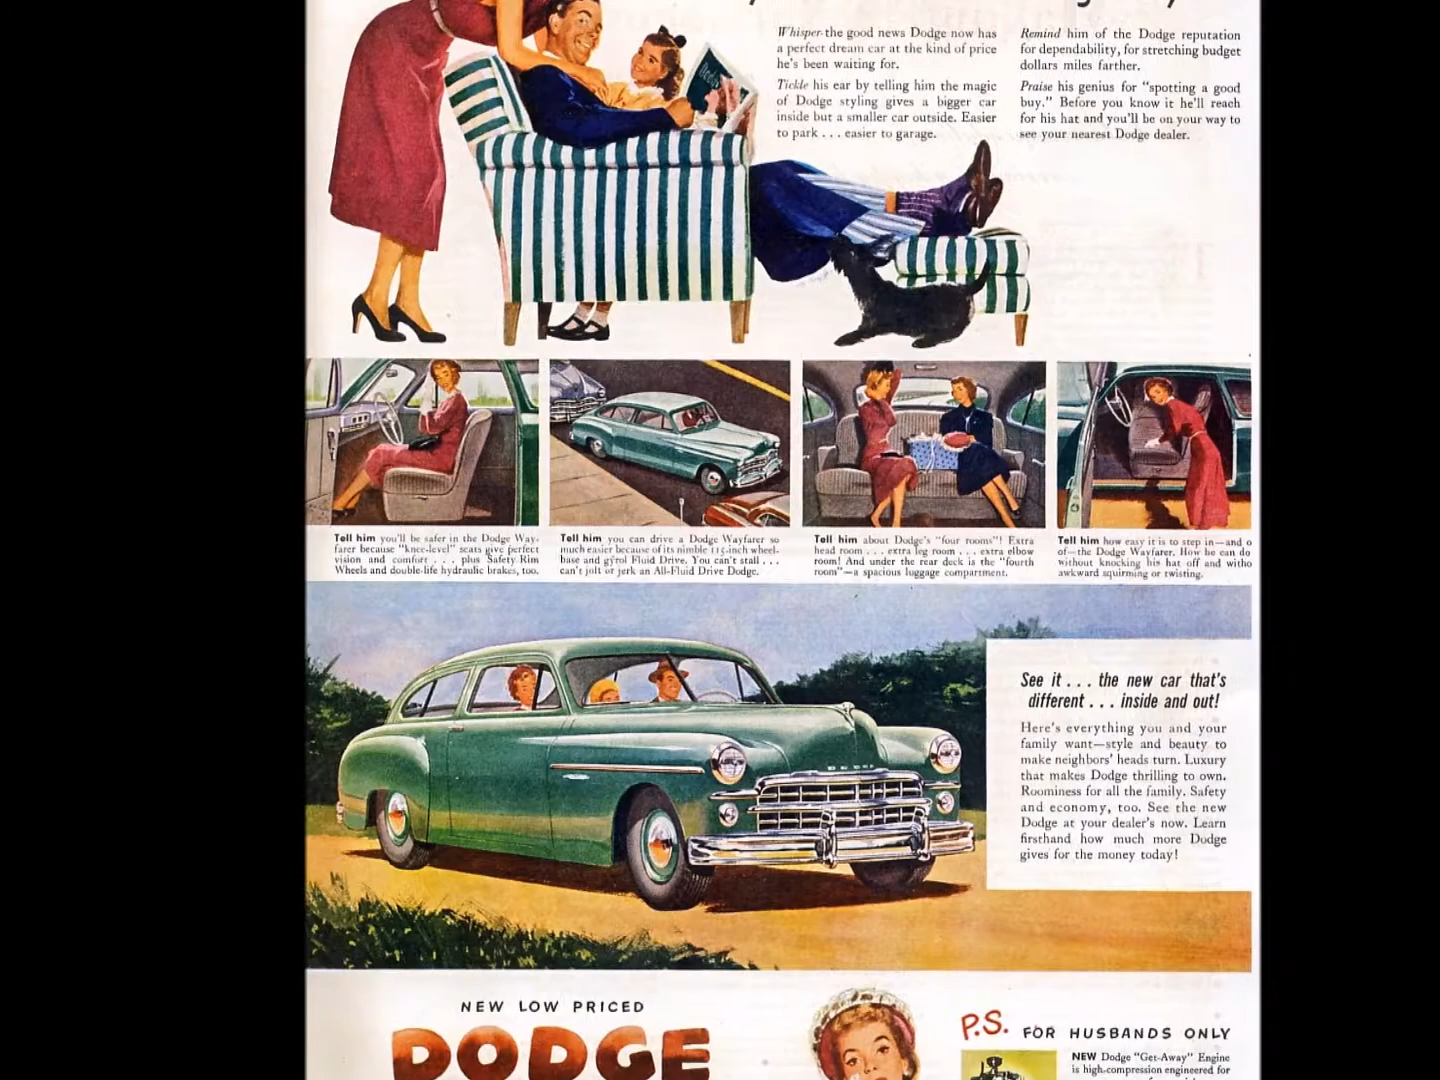 Whisper the good news Dodge now has
a perfect dream car at the kind of price
he's been waiting for.
Tickle his ear by telling him the magic
of Dodge styling gives a bigger car
inside but a smaller car outside. Easier
to park . . . easier to garage.
Remind him of the Dodge reputation
for dependability, for stretching budget
dollars miles farther.
Praise his genius for "spotting a good
buy." Before you know it he'll reach
for his hat and you'll be on your way to
see your nearest Dodge dealer.
Tell him you'll be safer in the Dodge Way-
farer because "knee-level" seats give perfect
vision and comfort . . . plus Safety Rim
Wheels and double-life hydraulic brakes, too.
Tell him you can drive a Dodge Wayfarer so
much easier because of its nimble 115-inch wheel-
base and gýrol Fluid Drive. You can't stall . . .
can't jolt or jerk an All-Fluid Drive Dodge.
Tell him about Dodge's "four rooms"! Extra
head room . . . extra leg room . . . extra elbow
room! And under the rear deck is the "fourth
room"—a spacious luggage compartment.
Tell him how easy it is to step in—and o
of—the Dodge Wayfarer. How he can do
without knocking his hat off and witho
awkward squirming or twisting.
DODGE
See it . . . the new car that's
different . . . inside and out!
Here's everything you and your
family want—style and beauty to
make neighbors' heads turn. Luxury
that makes Dodge thrilling to own.
Roominess for all the family. Safety
and economy, too. See the new
Dodge at your dealer's now. Learn
firsthand how much more Dodge
gives for the money today!
NEW LOW PRICED
DODGE
P.S. FOR HUSBANDS ONLY
NEW Dodge "Get-Away" Engine
is high-compression engineered for